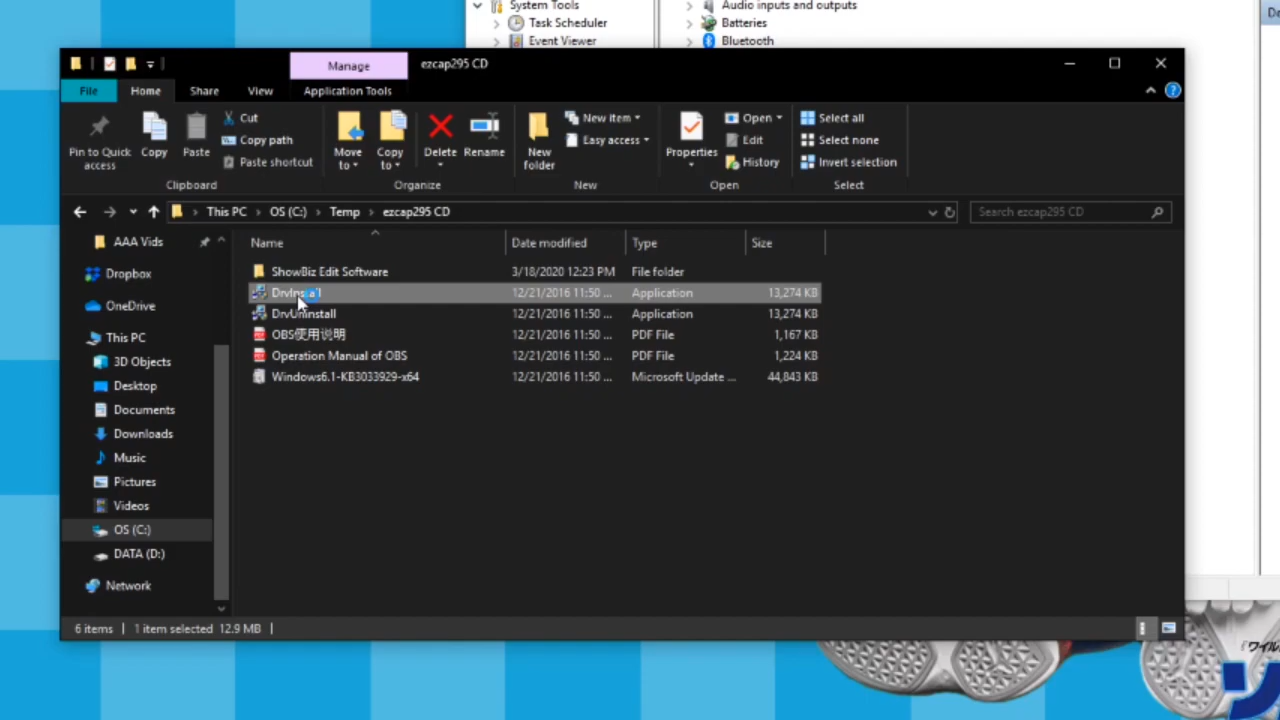 System Tools
Audio inputs and outputs
Task Scheduler
Batteries
Event Viewer
Bluetooth
Manage
ezcap295 CD
File
Home
Share
View
Application Tools
Pin to Quick access
Copy
Paste
Cut
Copy path
Paste shortcut
Move to
Copy to
Delete
Rename
New folder
New item
Easy access
Properties
Open
Edit
History
Select all
Select none
Invert selection
Clipboard
Organize
New
Open
Select
This PC
OS (C:)
Temp
ezcap295 CD
Search ezcap295 CD
AAA Vids
Dropbox
OneDrive
This PC
3D Objects
Desktop
Documents
Downloads
Music
Pictures
Videos
OS (C:)
DATA (D:)
Network
Name Date modified Type Size
ShowBiz Edit Software 3/18/2020 12:23 PM File folder
DrvInstall 12/21/2016 11:50 ... Application 13,274 KB
DrvUninstall 12/21/2016 11:50 ... Application 13,274 KB
OBS使用说明 12/21/2016 11:50 ... PDF File 1,167 KB
Operation Manual of OBS 12/21/2016 11:50 ... PDF File 1,224 KB
Windows6.1-KB3033929-x64 12/21/2016 11:50 ... Microsoft Update ... 44,843 KB
6 items
1 item selected 12.9 MB